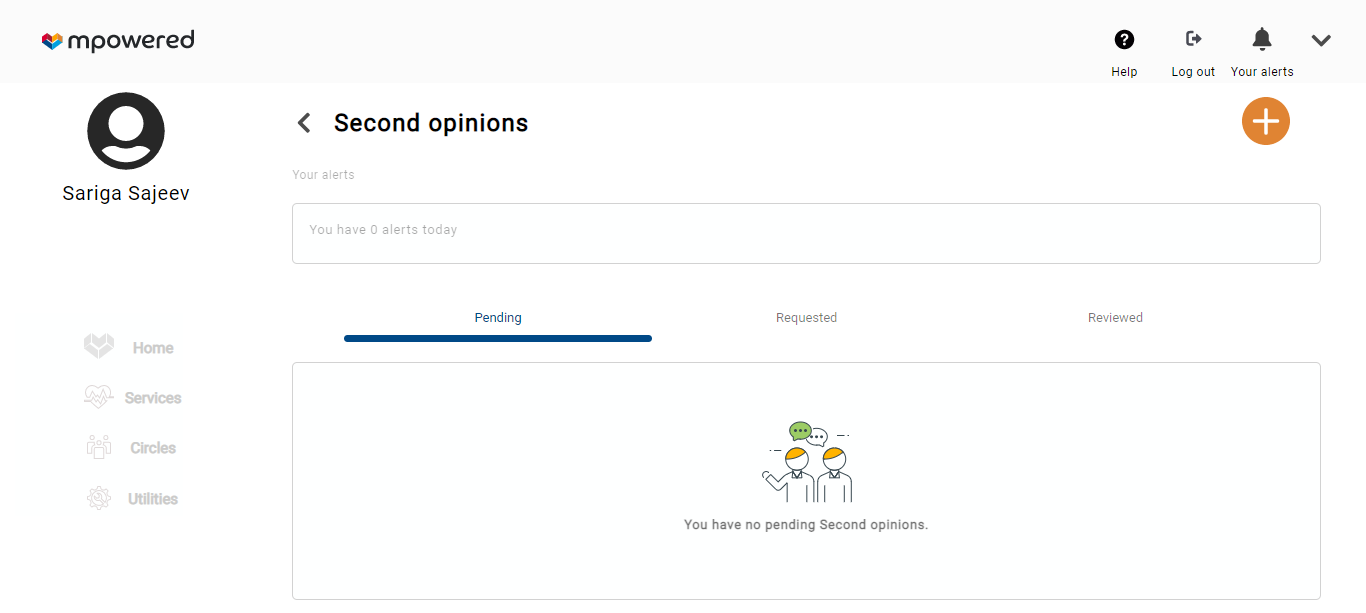 mpowered
Help
Log out
Your alerts
Sariga Sajeev
Home
Services
Circles
Utilities
Second opinions
Your alerts
You have 0 alerts today
Pending
Requested
Reviewed
You have no pending Second opinions.